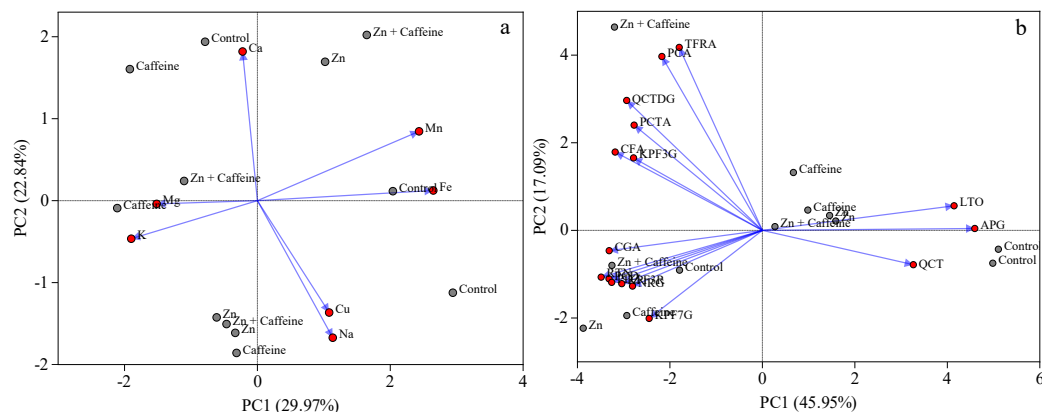 a
2
1
0
-1
-2
-2
0
2
4
PC2 (22.84%)
PC1 (29.97%)
Control
Ca
Zn + Caffeine
Zn
Caffeine
Mn
Zn + Caffeine
Control
Fe
Mg
Caffeine
K
Control
Cu
Zn
Zn + Caffeine
Zn
Na
Caffeine
b
4
2
0
-2
-4
-2
0
2
4
6
PC2 (17.09%)
PC1 (45.95%)
Zn + Caffeine
TFRA
PCA
QCTDG
PCTA
CFA
KPF3G
Caffeine
LTO
Caffeine
Zn
Zn
Zn + Caffeine
APG
CGA
Control
QCT
Control
Zn + Caffeine
Control
NRG
KPF7G
Caffeine
Zn